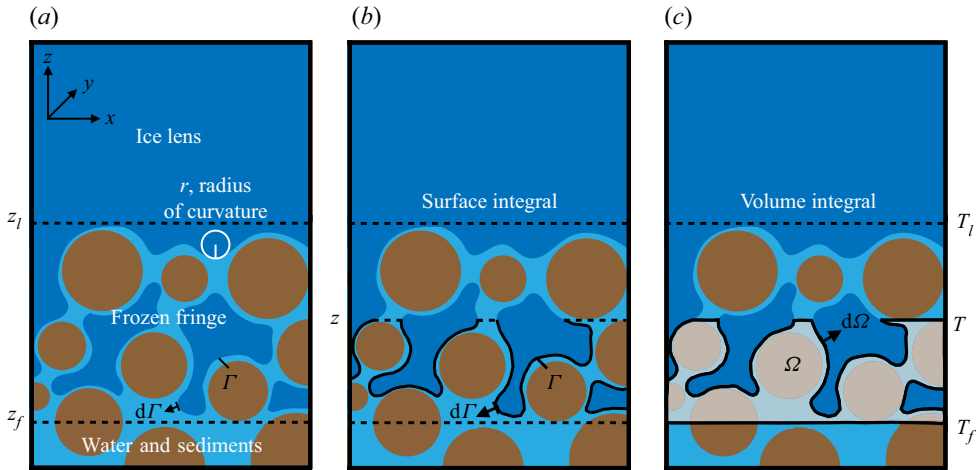 (a)
z
y
x
Ice lens
r, radius
of curvature
z_l
Frozen fringe
Γ
dΓ
z_f
Water and sediments
(b)
Surface integral
z
Γ
dΓ
(c)
Volume integral
T_l
T
dΩ
Ω
T_f